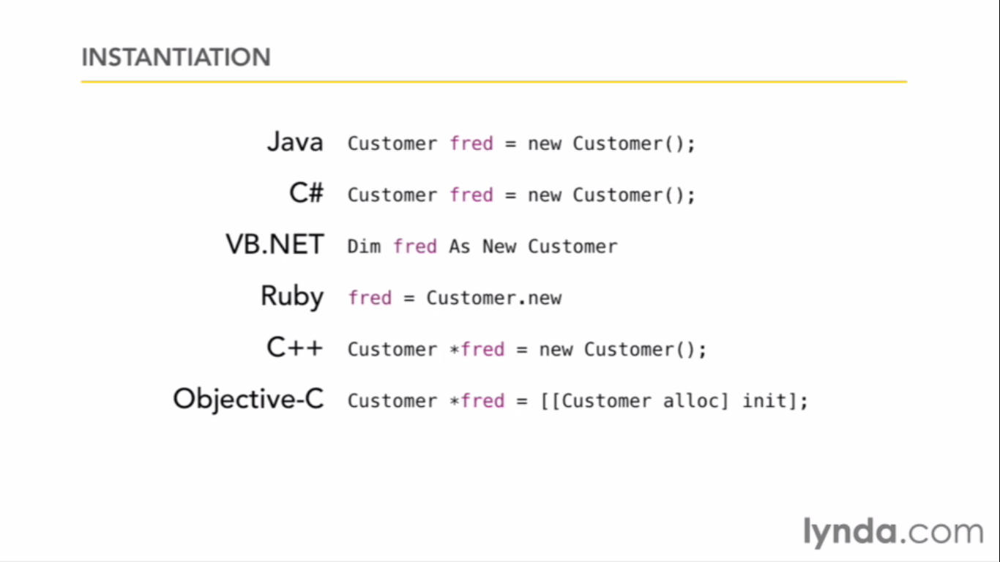 INSTANTIATION
Java Customer fred = new Customer();
C# Customer fred = new Customer();
VB.NET Dim fred As New Customer
Ruby fred = Customer.new
C++ Customer *fred = new Customer();
Objective-C Customer *fred = [[Customer alloc] init];
lynda.com